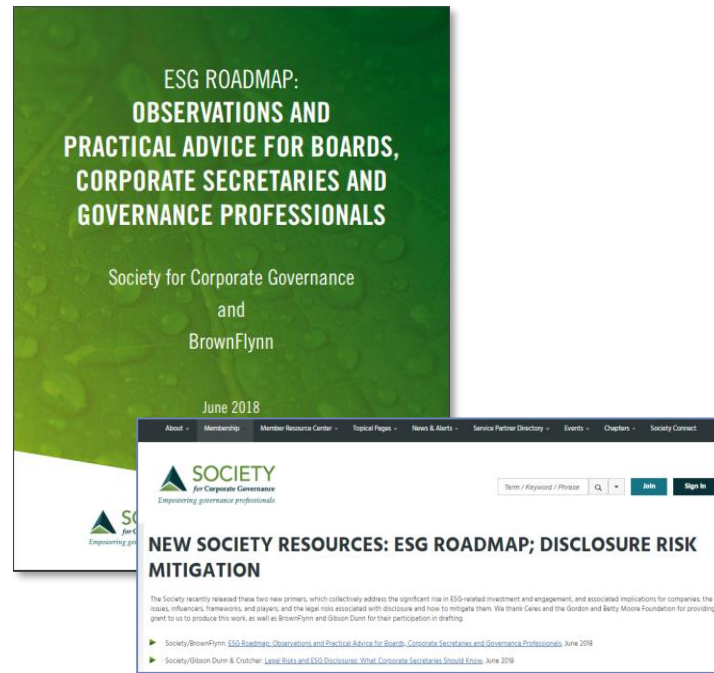 ESG ROADMAP:
OBSERVATIONS AND
PRACTICAL ADVICE FOR BOARDS,
CORPORATE SECRETARIES AND
GOVERNANCE PROFESSIONALS
Society for Corporate Governance
and
BrownFlynn
June 2018
About Membership Member Resource Center Topical Pages News & Alerts Service Partner Directory Events Chapters Society Connect
SOCIETY
for Corporate Governance
Empowering governance professionals
Term / Keyword / Phrase Join Sign In
NEW SOCIETY RESOURCES: ESG ROADMAP; DISCLOSURE RISK
MITIGATION
The Society recently released these two new primers, which collectively address the significant rise in ESG-related investment and engagement, and associated implications for companies; the
issues, influencers, frameworks, and players; and the legal risks associated with disclosure and how to mitigate them. We thank Ceres and the Gordon and Betty Moore Foundation for providing
grant to us to produce this work, as well as BrownFlynn and Gibson Dunn for their participation in drafting.
Society/BrownFlynn: ESG Roadmap: Observations and Practical Advice for Boards, Corporate Secretaries and Governance Professionals, June 2018
Society/Gibson Dunn & Crutcher: Legal Risks and ESG Disclosures: What Corporate Secretaries Should Know, June 2018